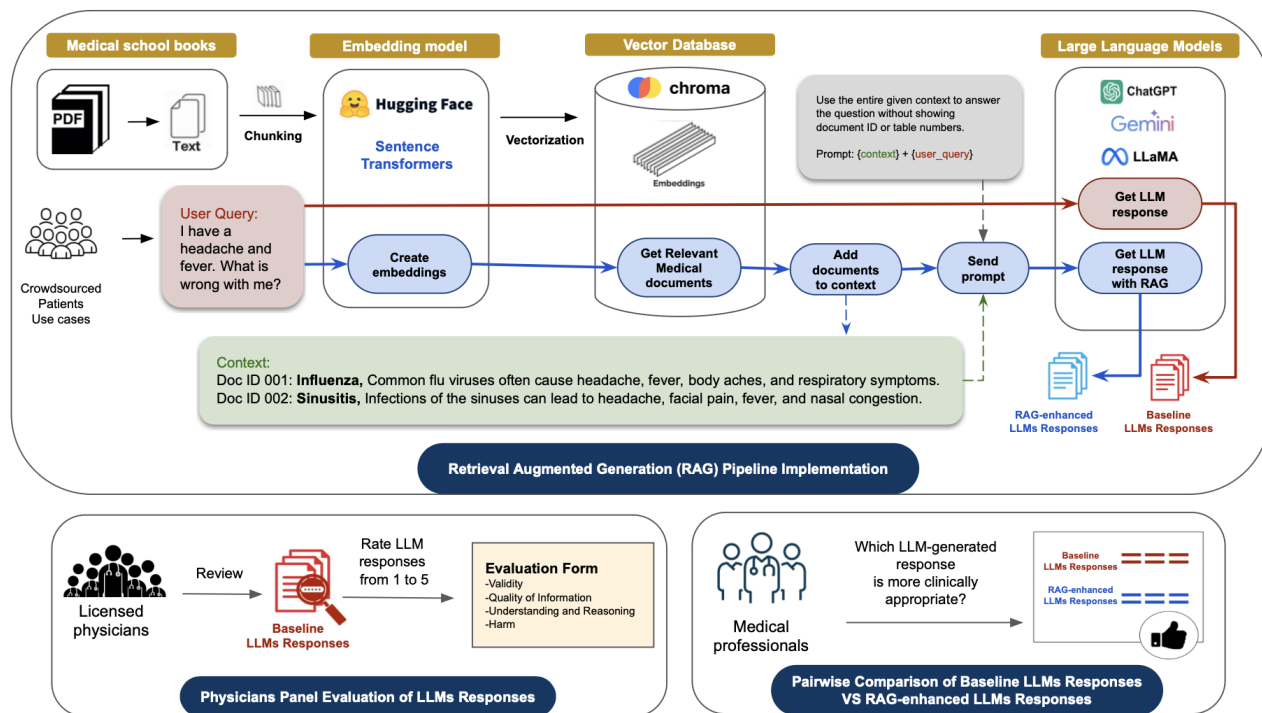 Medical school books
Embedding model
Vector Database
Large Language Models
PDF
Text
Chunking
Hugging Face
Sentence
Transformers
Vectorization
chroma
Embeddings
Use the entire given context to answer
the question without showing
document ID or table numbers.
Prompt: {context} + {user_query}
ChatGPT
Gemini
LLaMA
Crowdsourced
Patients
Use cases
User Query:
I have a
headache and
fever. What is
wrong with me?
Create
embeddings
Get Relevant
Medical
documents
Add
documents
to context
Send
prompt
Get LLM
response
Get LLM
response
with RAG
Context:
Doc ID 001: Influenza, Common flu viruses often cause headache, fever, body aches, and respiratory symptoms.
Doc ID 002: Sinusitis, Infections of the sinuses can lead to headache, facial pain, fever, and nasal congestion.
RAG-enhanced
LLMs Responses
Baseline
LLMs Responses
Retrieval Augmented Generation (RAG) Pipeline Implementation
Licensed
physicians
Review
Baseline
LLMs Responses
Rate LLM
responses
from 1 to 5
Evaluation Form
-Validity
-Quality of Information
-Understanding and Reasoning
-Harm
Physicians Panel Evaluation of LLMs Responses
Medical
professionals
Which LLM-generated
response
is more clinically
appropriate?
Baseline
LLMs Responses
RAG-enhanced
LLMs Responses
Pairwise Comparison of Baseline LLMs Responses
VS RAG-enhanced LLMs Responses